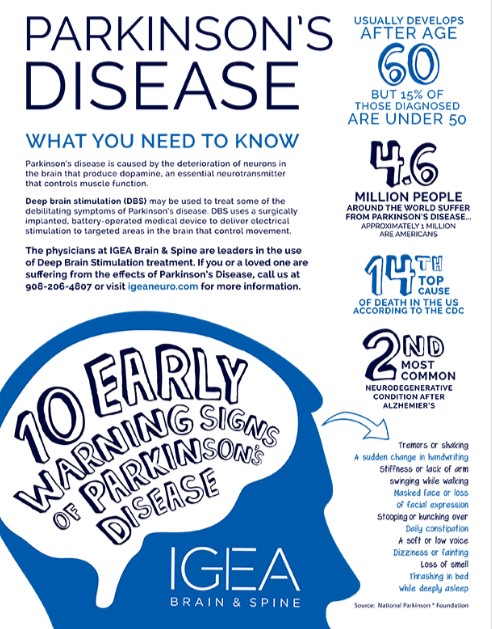 PARKINSON'S
DISEASE
WHAT YOU NEED TO KNOW
Parkinson's disease is caused by the deterioration of neurons in
the brain that produce dopamine, an essential neurotransmitter
that controls muscle function.
Deep brain stimulation (DBS) may be used to treat some of the
debilitating symptoms of Parkinson's disease. DBS uses a surgically
implanted, battery-operated medical device to deliver electrical
stimulation to targeted areas in the brain that control movement.
The physicians at IGEA Brain & Spine are leaders in the use
of Deep Brain Stimulation treatment. If you or a loved one are
suffering from the effects of Parkinson's Disease, call us at
908-206-4807 or visit igeaneuro.com for more information.
USUALLY DEVELOPS
AFTER AGE
60
BUT 15% OF
THOSE DIAGNOSED
ARE UNDER 50
4.6
MILLION PEOPLE
AROUND THE WORLD SUFFER
FROM PARKINSON'S DISEASE...
APPROXIMATELY 1 MILLION
ARE AMERICANS
14TH
TOP
CAUSE
OF DEATH IN THE US
ACCORDING TO THE CDC
2ND
MOST
COMMON
NEURODEGENERATIVE
CONDITION AFTER
ALZHEMIER'S
10 EARLY
WARNING SIGNS
OF PARKINSON'S
DISEASE
Tremors or shaking
A sudden change in handwriting
Stiffness or lack of arm
swinging while walking
Masked face or loss
of facial expression
Stooping or hunching over
Daily constipation
A soft or low voice
Dizziness or fainting
Loss of smell
Thrashing in bed
while deeply asleep
IGEA
BRAIN & SPINE
Source: National Parkinson's Foundation